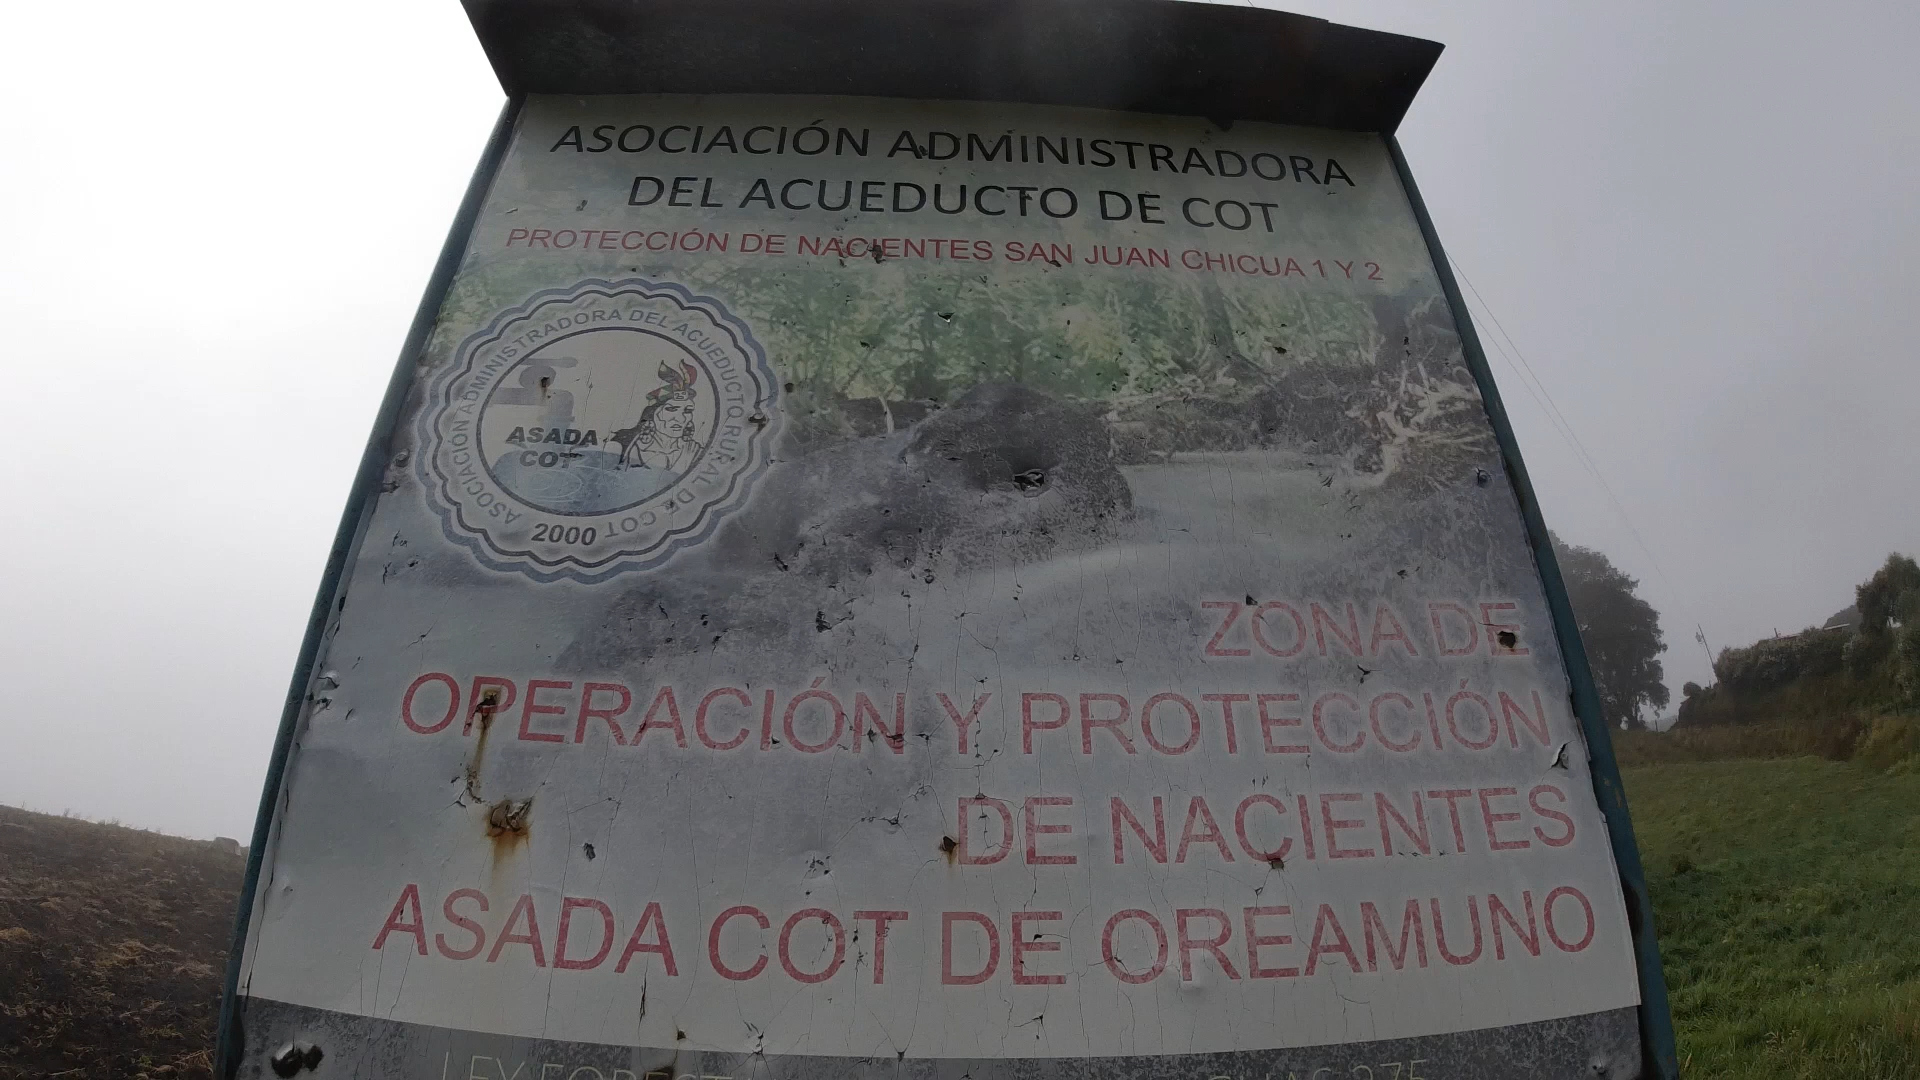 ASOCIACIÓN ADMINISTRADORA
DEL ACUEDUCTO DE COT
PROTECCIÓN DE NACIENTES SAN JUAN CHICUA 1 Y 2
ASOCIACIÓN ADMINISTRADORA DEL ACUEDUCTO RURAL DE COT
ASADA
COT
2000
ZONA DE
OPERACIÓN Y PROTECCIÓN
DE NACIENTES
ASADA COT DE OREAMUNO
LEY